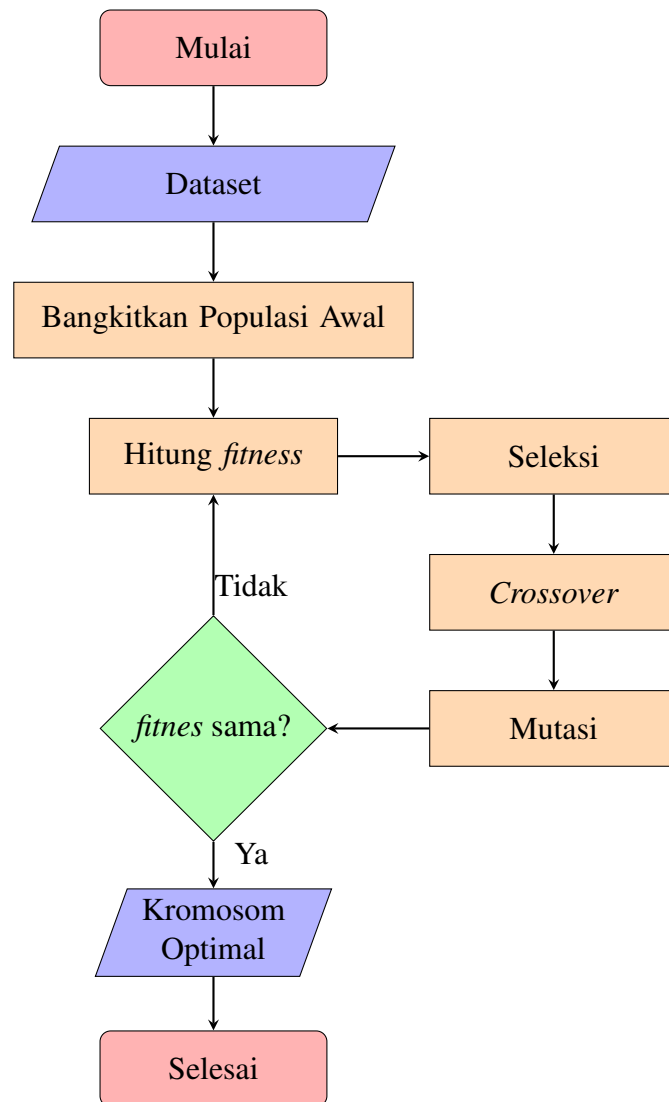 Mulai
Dataset
Bangkitkan Populasi Awal
Hitung fitness
Seleksi
Crossover
Mutasi
Tidak
fitnes sama?
Ya
Kromosom
Optimal
Selesai